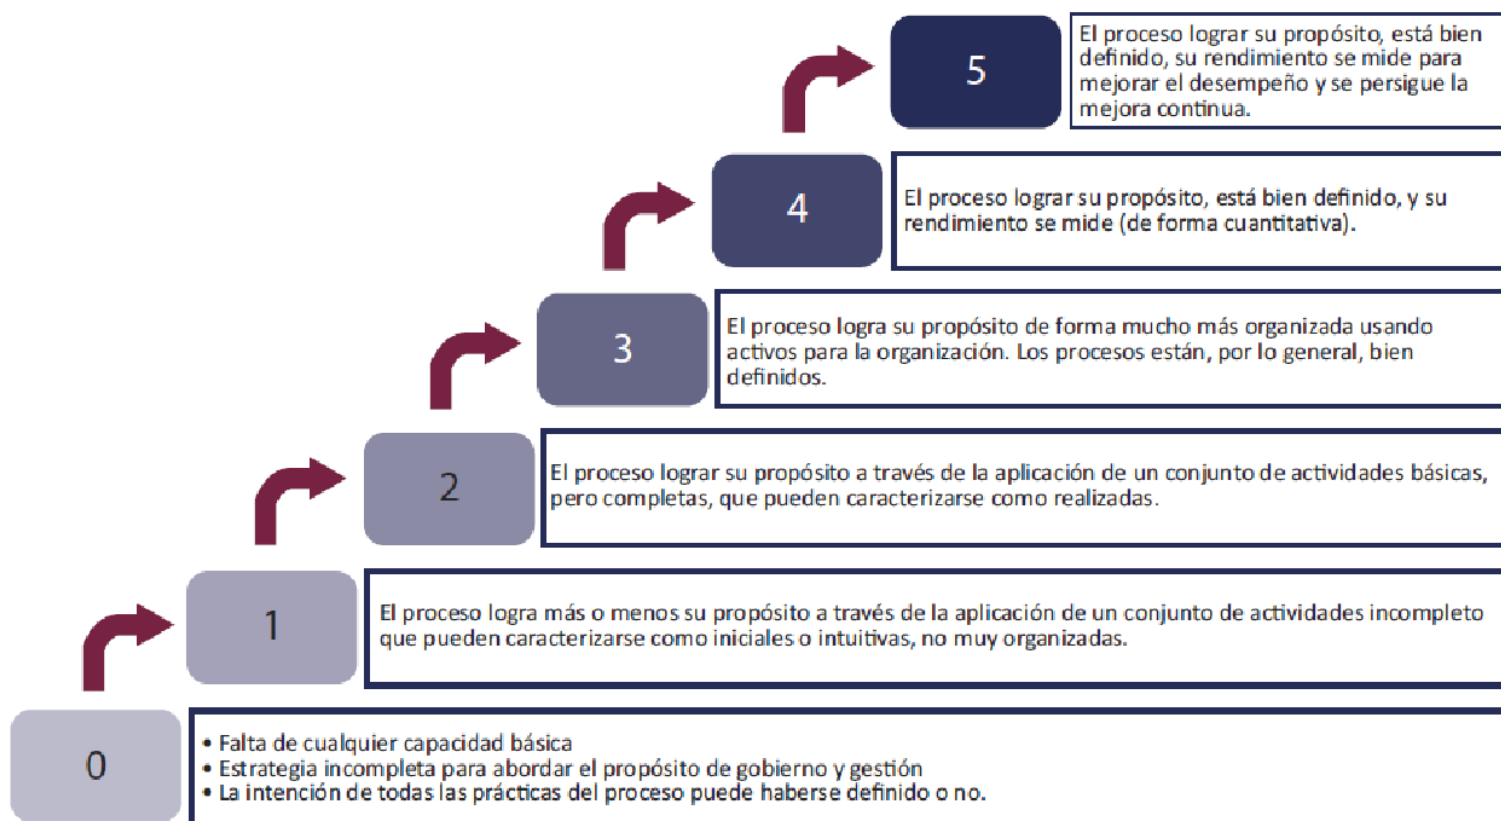 5
El proceso lograr su propósito, está bien
definido, su rendimiento se mide para
mejorar el desempeño y se persigue la
mejora continua.
4
El proceso lograr su propósito, está bien definido, y su
rendimiento se mide (de forma cuantitativa).
3
El proceso logra su propósito de forma mucho más organizada usando
activos para la organización. Los procesos están, por lo general, bien
definidos.
2
El proceso lograr su propósito a través de la aplicación de un conjunto de actividades básicas,
pero completas, que pueden caracterizarse como realizadas.
1
El proceso logra más o menos su propósito a través de la aplicación de un conjunto de actividades incompleto
que pueden caracterizarse como iniciales o intuitivas, no muy organizadas.
0
• Falta de cualquier capacidad básica
• Estrategia incompleta para abordar el propósito de gobierno y gestión
• La intención de todas las prácticas del proceso puede haberse definido o no.